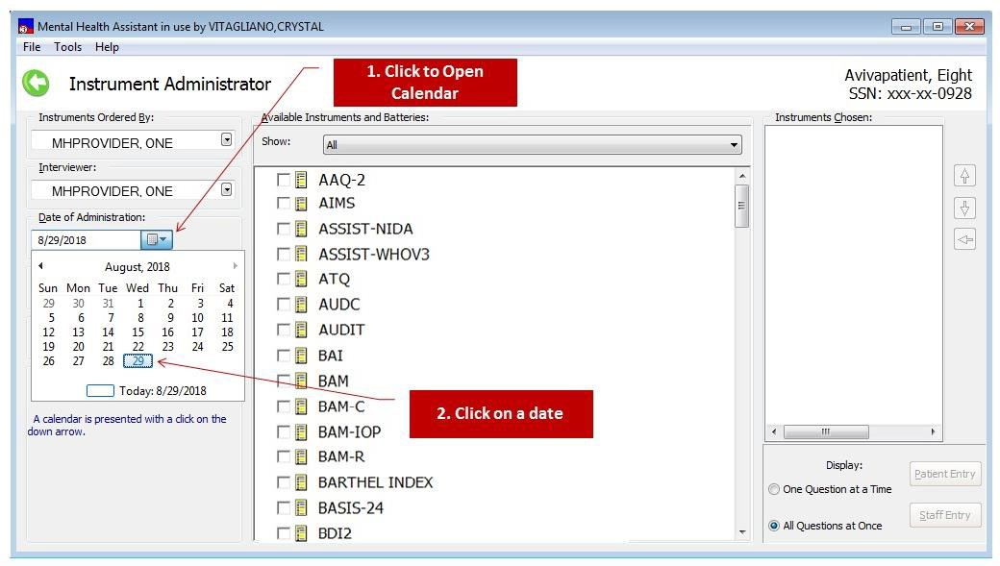 Mental Health Assistant in use by VITAGLIANO,CRYSTAL
File Tools Help
Instrument Administrator
1. Click to Open
Calendar
Avivapatient, Eight
SSN: xxx-xx-0928
Instruments Ordered By:
MHPROVIDER, ONE
Interviewer:
MHPROVIDER, ONE
Date of Administration:
8/29/2018
August, 2018
Sun Mon Tue Wed Thu Fri Sat
29 30 31 1 2 3 4
5 6 7 8 9 10 11
12 13 14 15 16 17 18
19 20 21 22 23 24 25
26 27 28 29
Today: 8/29/2018
A calendar is presented with a click on the
down arrow.
Available Instruments and Batteries:
Show: All
AAQ-2
AIMS
ASSIST-NIDA
ASSIST-WHOV3
ATQ
AUDC
AUDIT
BAI
BAM
BAM-C
BAM-IOP
BAM-R
BARTHEL INDEX
BASIS-24
BDI2
2. Click on a date
Instruments Chosen:
Display:
One Question at a Time
All Questions at Once
Patient Entry
Staff Entry